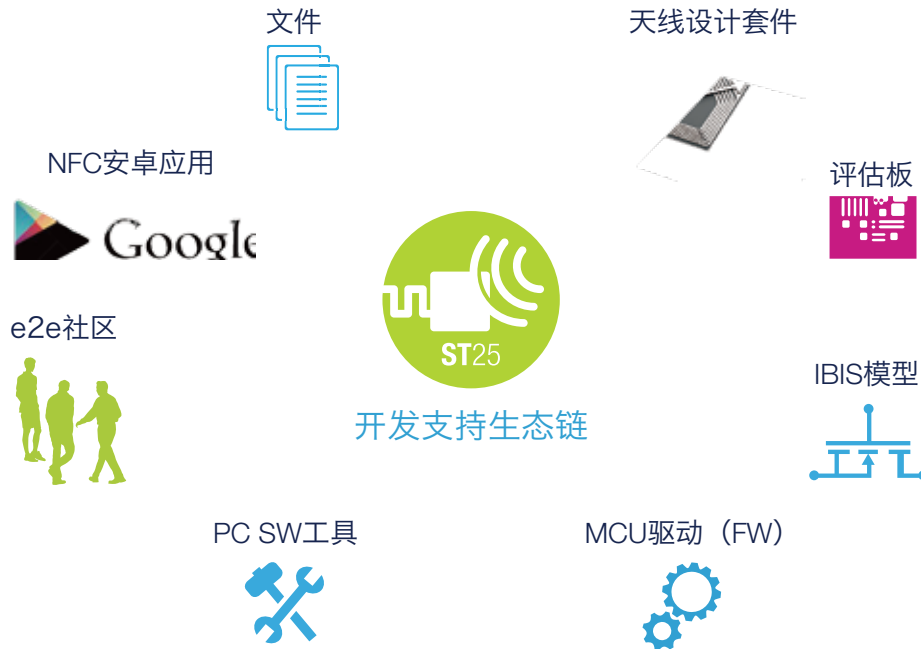 文件
天线设计套件
NFC安卓应用
评估板
Google
e2e社区
ST25
IBIS模型
开发支持生态链
PC SW工具
MCU驱动（FW）